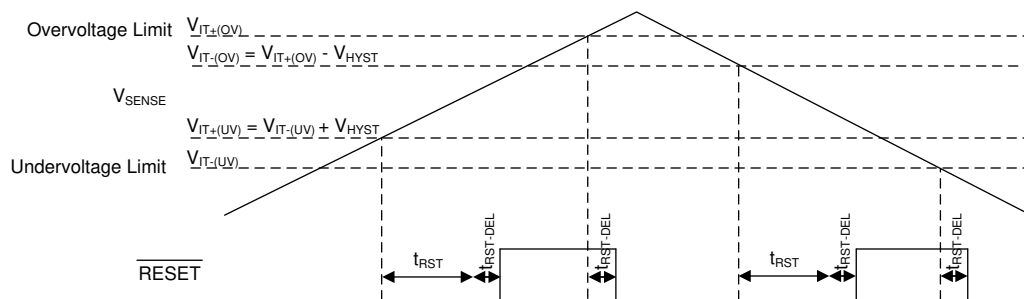 Overvoltage Limit V_IT+(OV)
V_IT-(OV) = V_IT+(OV) - V_HYST
V_SENSE
V_IT+(UV) = V_IT-(UV) + V_HYST
Undervoltage Limit V_IT-(UV)
RESET
t_RST
t_RST-DEL
t_RST-DEL
t_RST
t_RST-DEL
t_RST-DEL